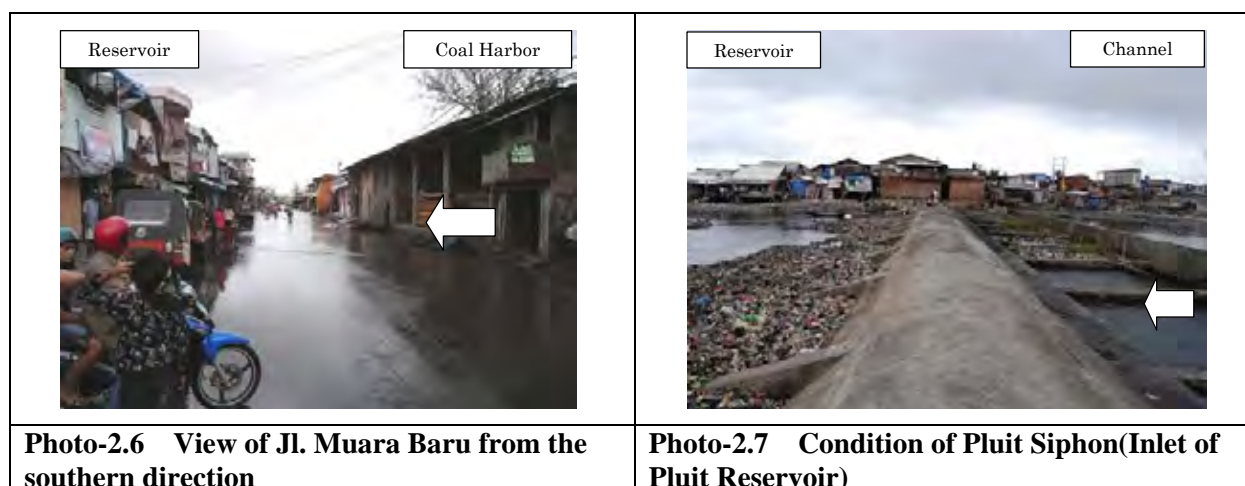 Reservoir
Coal Harbor
Photo-2.6 View of Jl. Muara Baru from the
southern direction
Reservoir
Channel
Photo-2.7 Condition of Pluit Siphon(Inlet of
Pluit Reservoir)